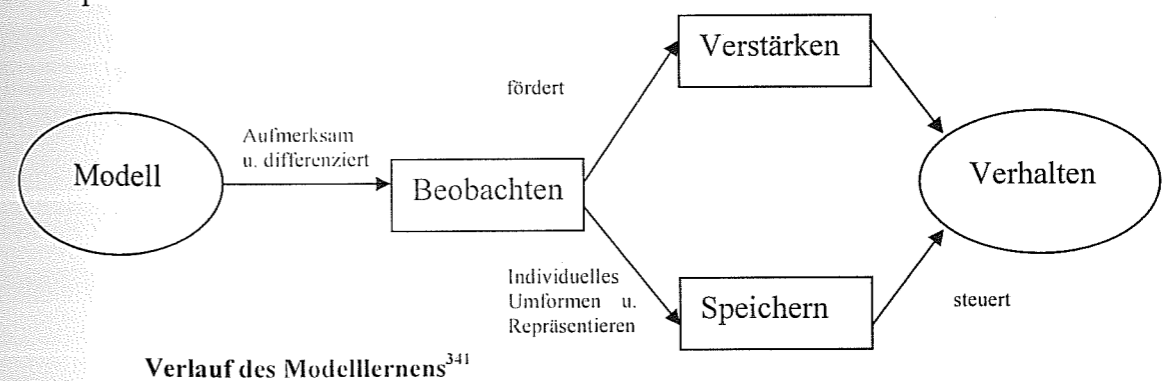 Verstärken
fördert
Aufmerksam
u. differenziert
Modell
Beobachten
Verhalten
Individuelles
Umformen u.
Repräsentieren
Speichern
steuert
Verlauf des Modelllernens341